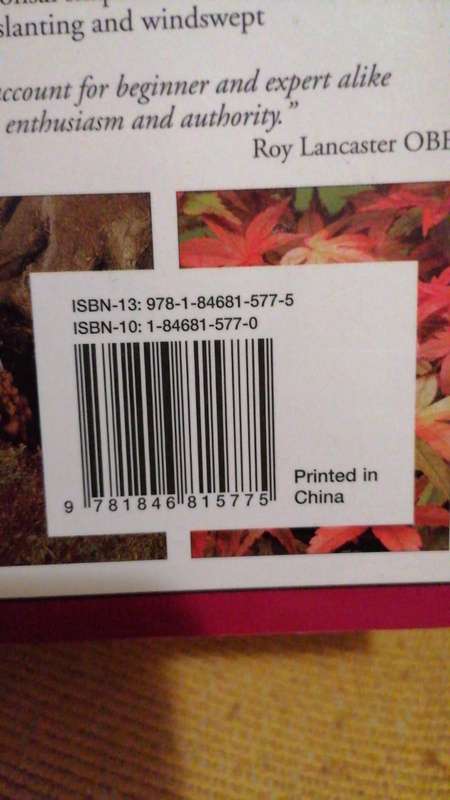 slanting and windswept
account for beginner and expert alike
enthusiasm and authority.”
Roy Lancaster OBE
ISBN-13: 978-1-84681-577-5
ISBN-10: 1-84681-577-0
9 781846 815775
Printed in
China